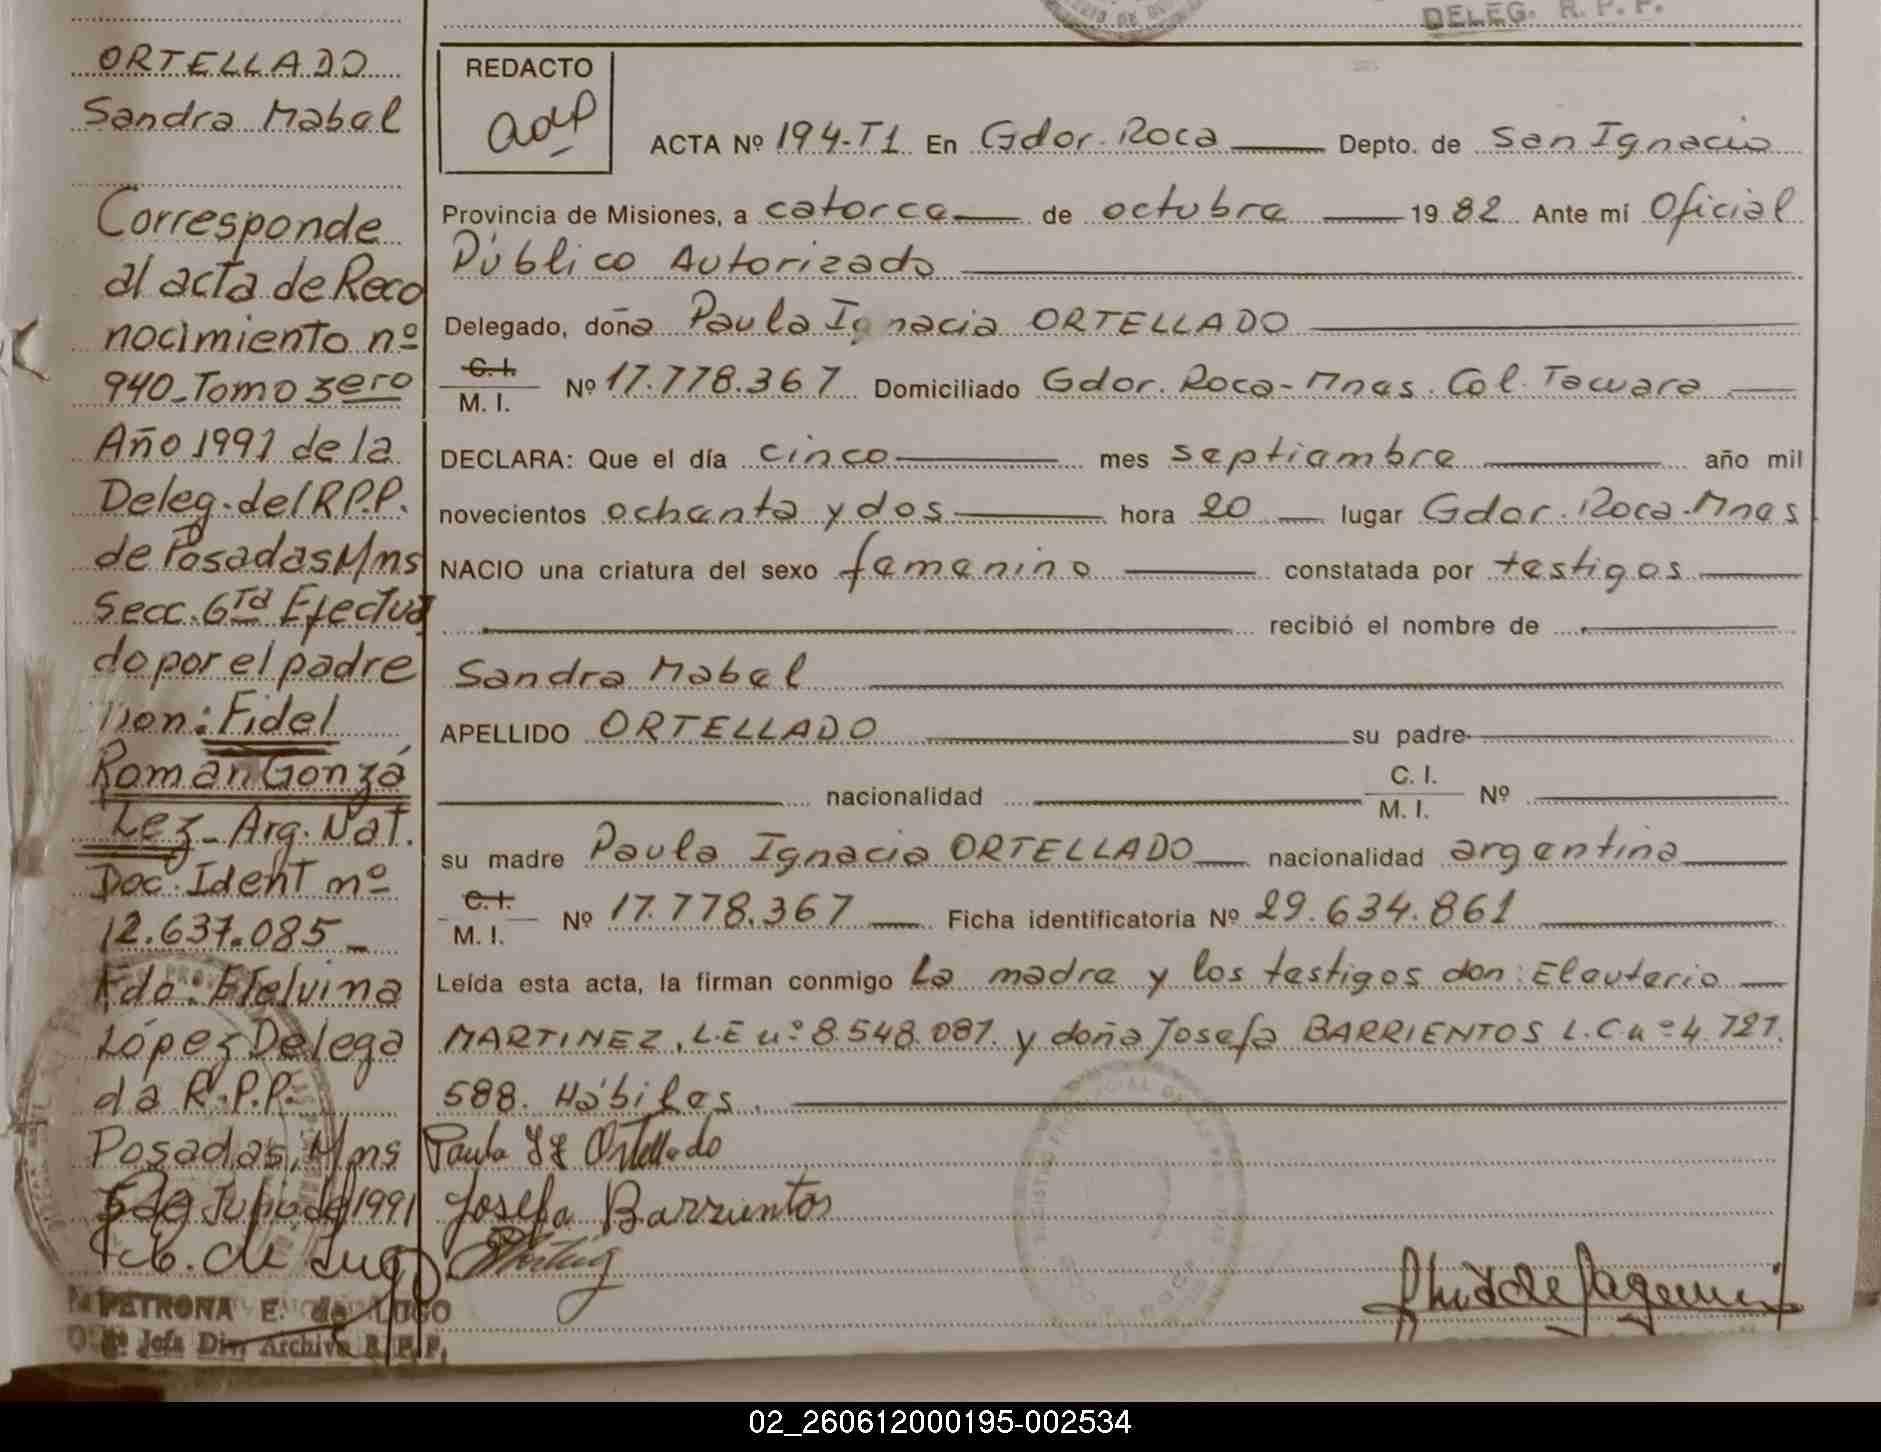 DELEG. R. P. P.
ORTELLADO
Sandra Mabel
Corresponde
al acta de Reco
nocimiento nº
940-Tomo 3ero
Año 1991 de la
Deleg. del R.P.P.
de Posadas Mns
Secc. 6ta Efectua
do por el padre
Don: Fidel
Román Gonzá
lez - Arg. Nat.
Doc. Ident nº
12.637.085-
Fdo: Etelvina
López Delega
da R.P.P.
Posadas, Mns
5 de Julio de 1991
PETRONA E. de LUGO
Jefa Div. Archivo R.P.P.
REDACTO
ACTA Nº 194-T1 En Gdor. Roca Depto. de San Ignacio
Provincia de Misiones, a catorce de octubre 1982 Ante mí Oficial
Público Autorizado
Delegado, doña Paula Ignacia ORTELLADO
C. I.
M. I. Nº 17.778.367 Domiciliado Gdor. Roca-Mnes. Col. Tacuara
DECLARA: Que el día cinco mes septiembre año mil
novecientos ochenta y dos hora 20 lugar Gdor. Roca-Mnes
NACIO una criatura del sexo femenino constatada por testigos
recibió el nombre de
Sandra Mabel
APELLIDO ORTELLADO su padre
nacionalidad C. I. M. I. Nº
su madre Paula Ignacia ORTELLADO nacionalidad argentina
C. I.
M. I. Nº 17.778.367 Ficha identificatoria Nº 29.634.861
Leída esta acta, la firman conmigo la madre y los testigos don: Eleuterio
MARTINEZ, L.E nº 8.548.087. y doña Josefa BARRIENTOS L.C nº 4.727.
588. Hábiles.
Paula Ig Ortellado
Josefa Barrientos
02_260612000195-002534